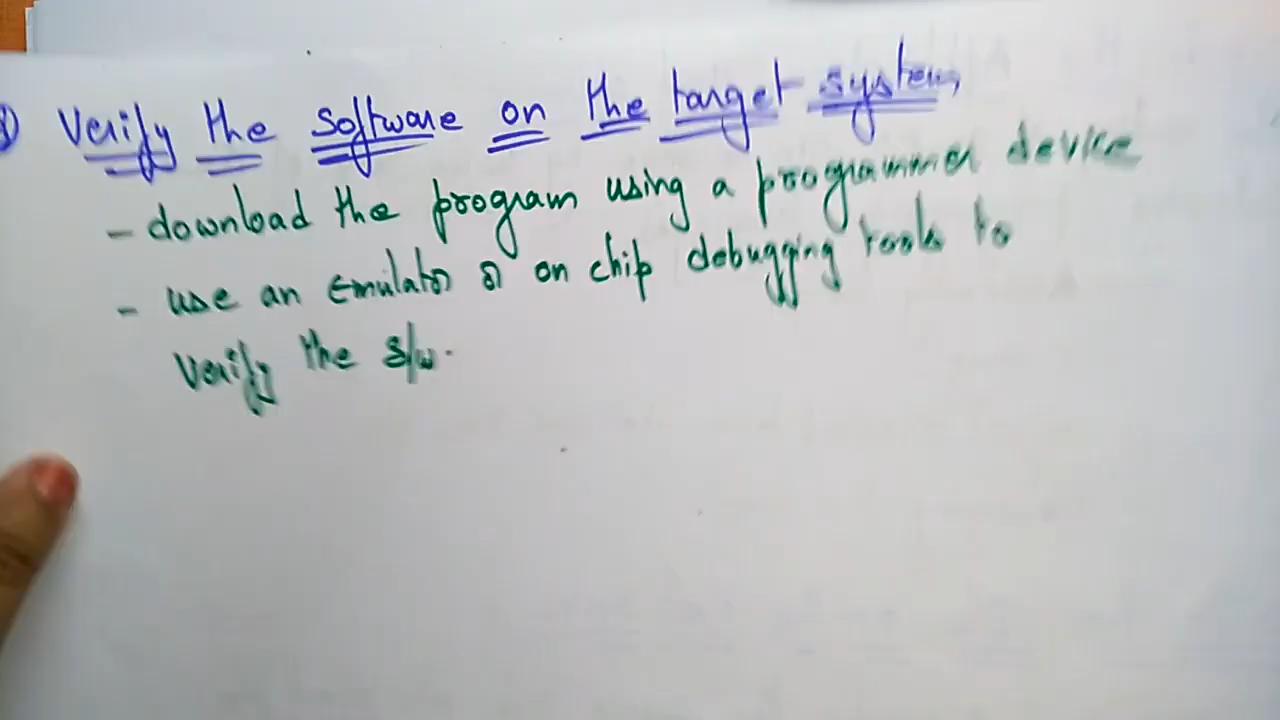 Verify the software on the target system,
- download the program using a programmer device
- use an Emulator or on chip debugging tools to
Verify the s/w.